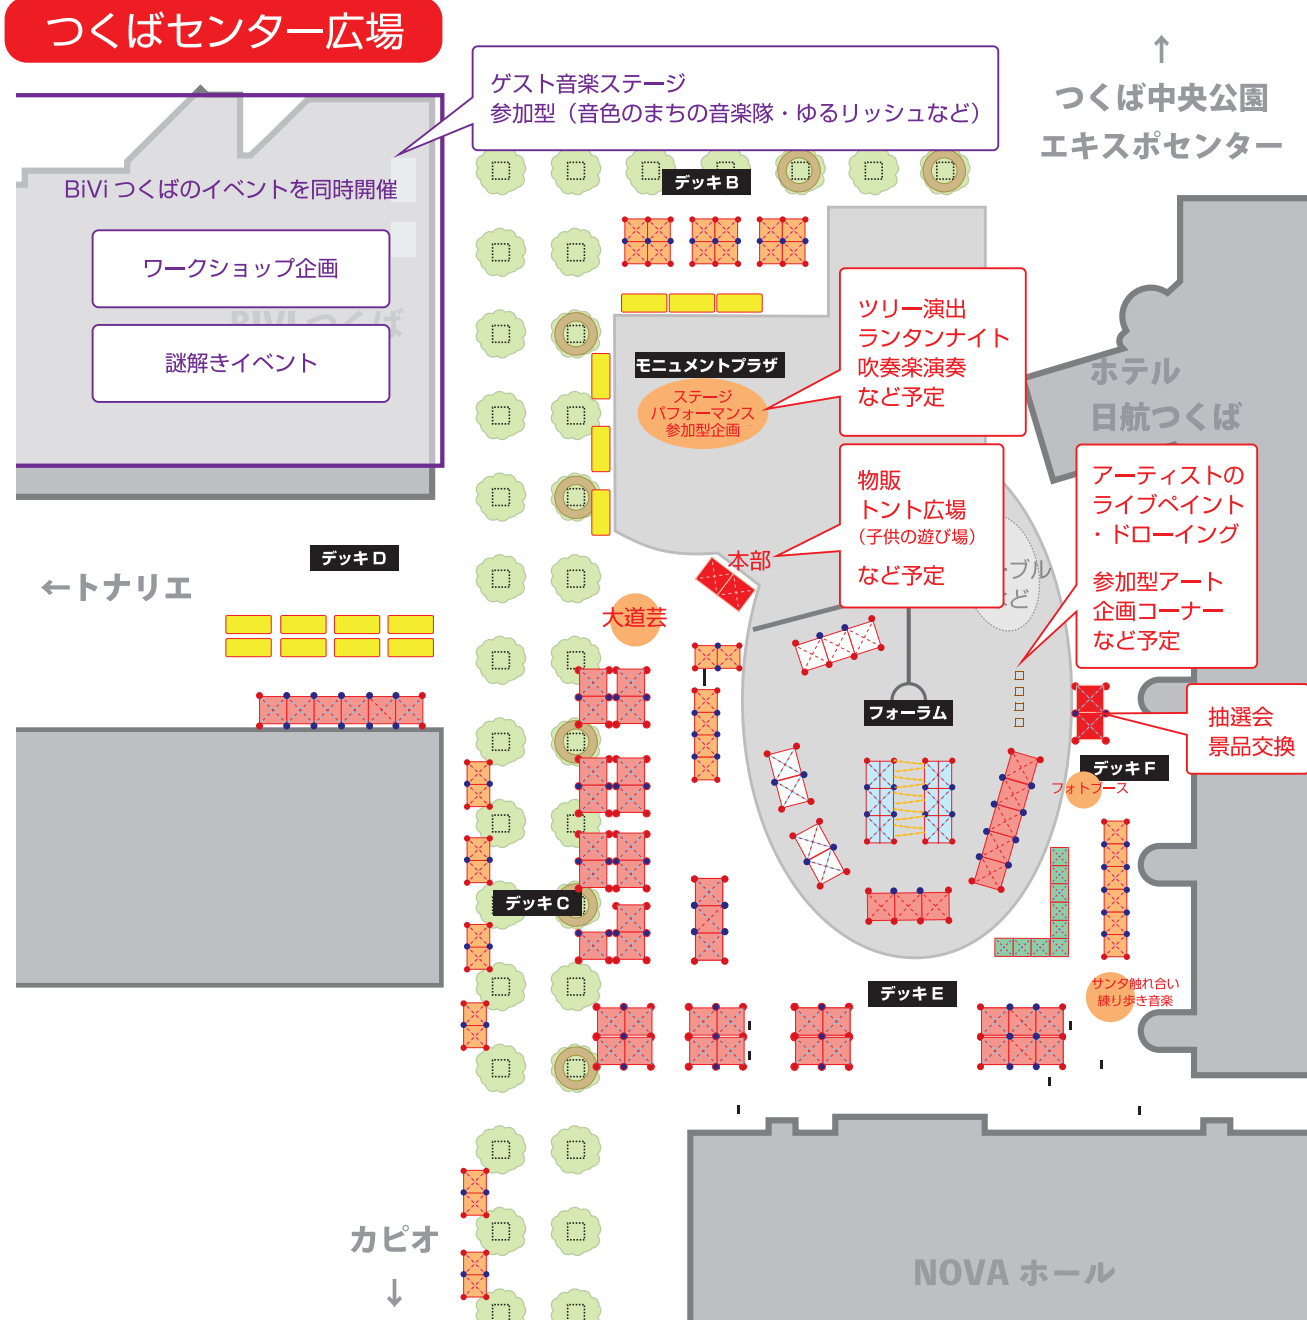 つくばセンター広場
ゲスト音楽ステージ
参加型（音色のまちの音楽隊・ゆるリッシュなど）
↑
つくば中央公園
エキスポセンター
デッキ B
BiVi つくばのイベントを同時開催
ワークショップ企画
BIVI つくば
謎解きイベント
ツリー演出
ランタンナイト
吹奏楽演奏
など予定
モニュメントプラザ
ステージ
パフォーマンス
参加型企画
ホテル
日航つくば
物販
トント広場
（子供の遊び場）
など予定
アーティストの
ライブペイント
・ドローイング
参加型アート
企画コーナー
など予定
デッキ D
←トナリエ
本部
ーブル
ど
大道芸
フォーラム
抽選会
景品交換
デッキ F
フォトブース
デッキ C
デッキ E
サンタ触れ合い
練り歩き音楽
カピオ
↓
NOVA ホール